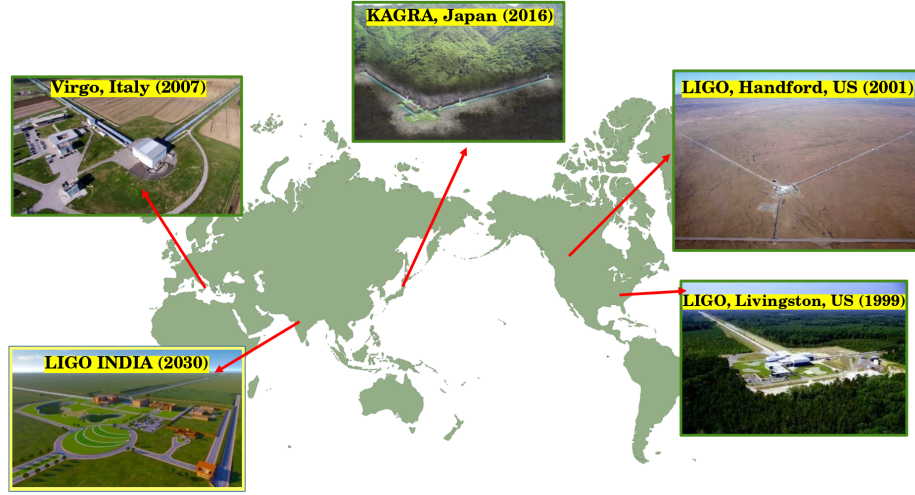 KAGRA, Japan (2016)
Virgo, Italy (2007)
LIGO, Handford, US (2001)
LIGO, Livingston, US (1999)
LIGO INDIA (2030)